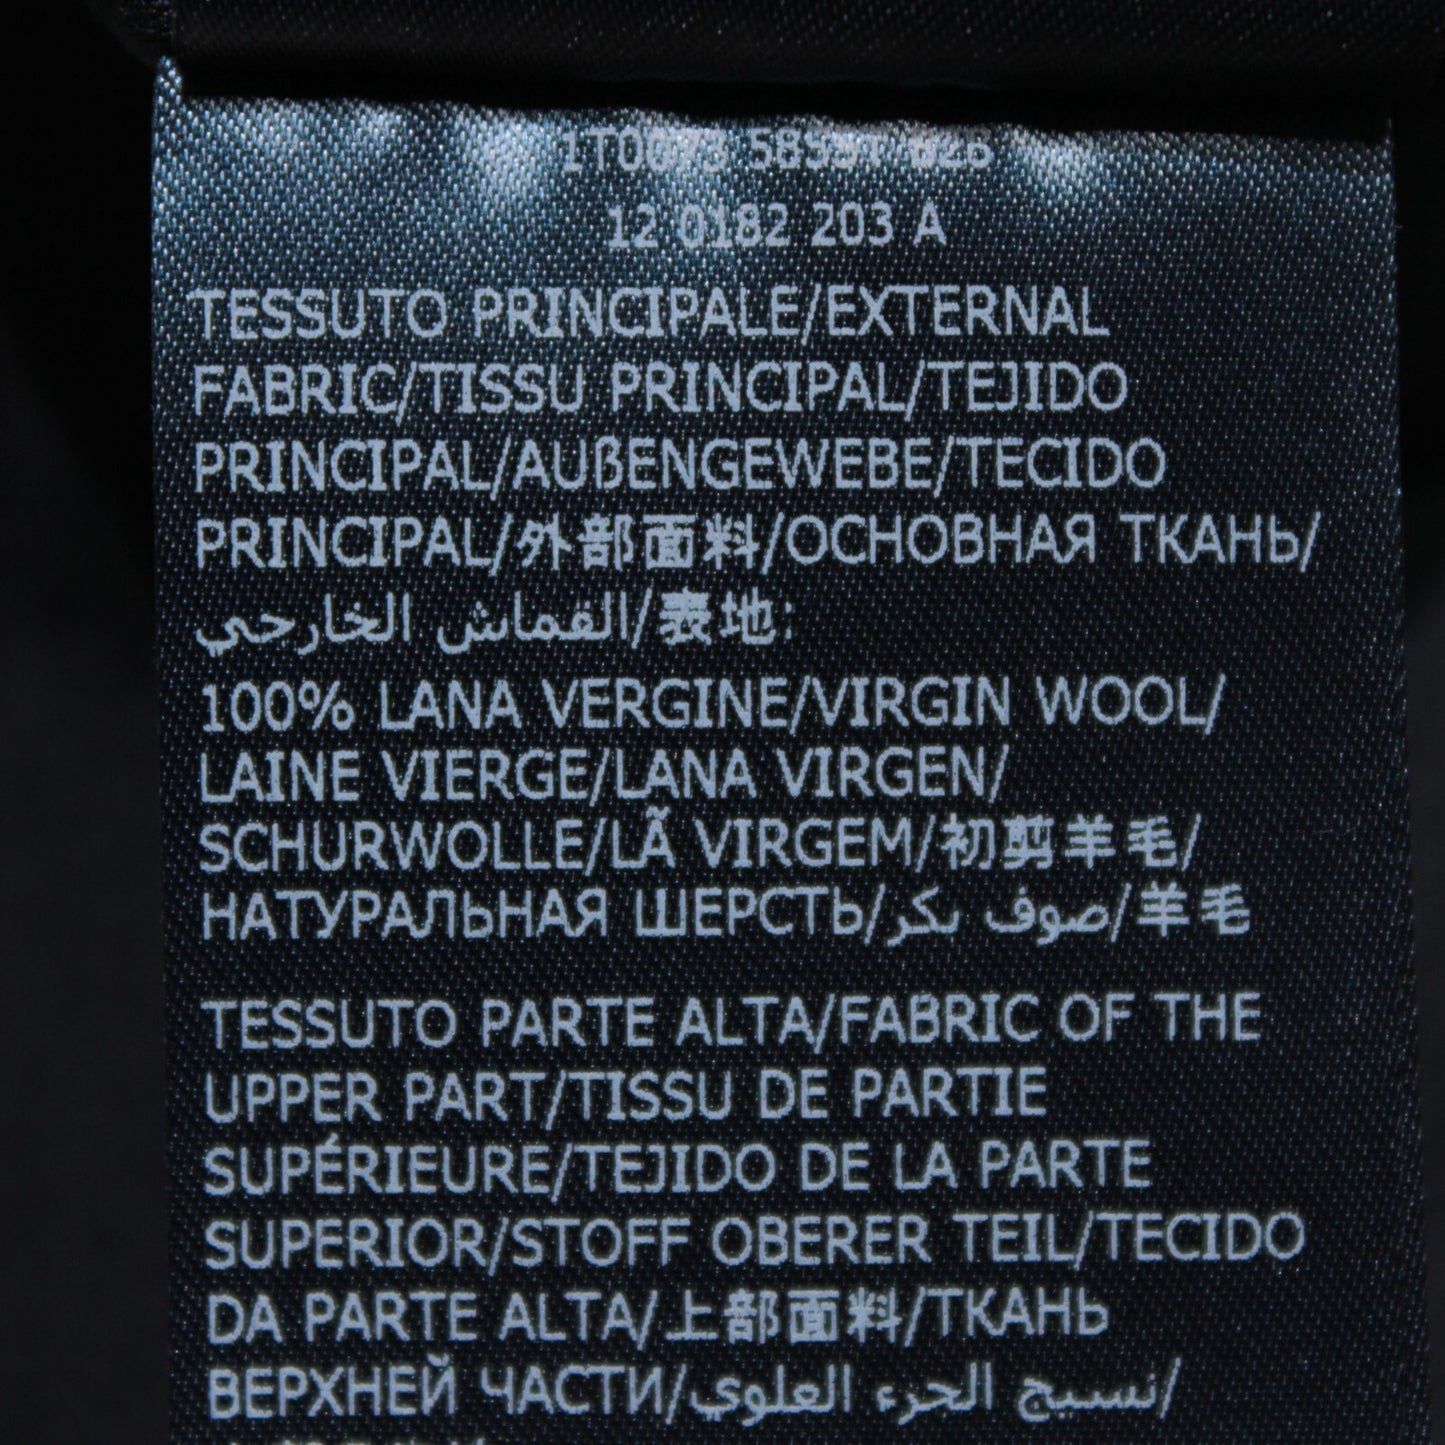 12 0182 203 A
TESSUTO PRINCIPALE/EXTERNAL
FABRIC/TISSU PRINCIPAL/TEJIDO
PRINCIPAL/AUßENGEWEBE/TECIDO
PRINCIPAL/外部面料/ОСНОВНАЯ ТКАНЬ/
القماش الخارجي/表地:
100% LANA VERGINE/VIRGIN WOOL/
LAINE VIERGE/LANA VIRGEN/
SCHURWOLLE/LÃ VIRGEM/初剪羊毛/
НАТУРАЛЬНАЯ ШЕРСТЬ/صوف بكر/羊毛
TESSUTO PARTE ALTA/FABRIC OF THE
UPPER PART/TISSU DE PARTIE
SUPÉRIEURE/TEJIDO DE LA PARTE
SUPERIOR/STOFF OBERER TEIL/TECIDO
DA PARTE ALTA/上部面料/ТКАНЬ
ВЕРХНЕЙ ЧАСТИ/نسيج الجزء العلوي/